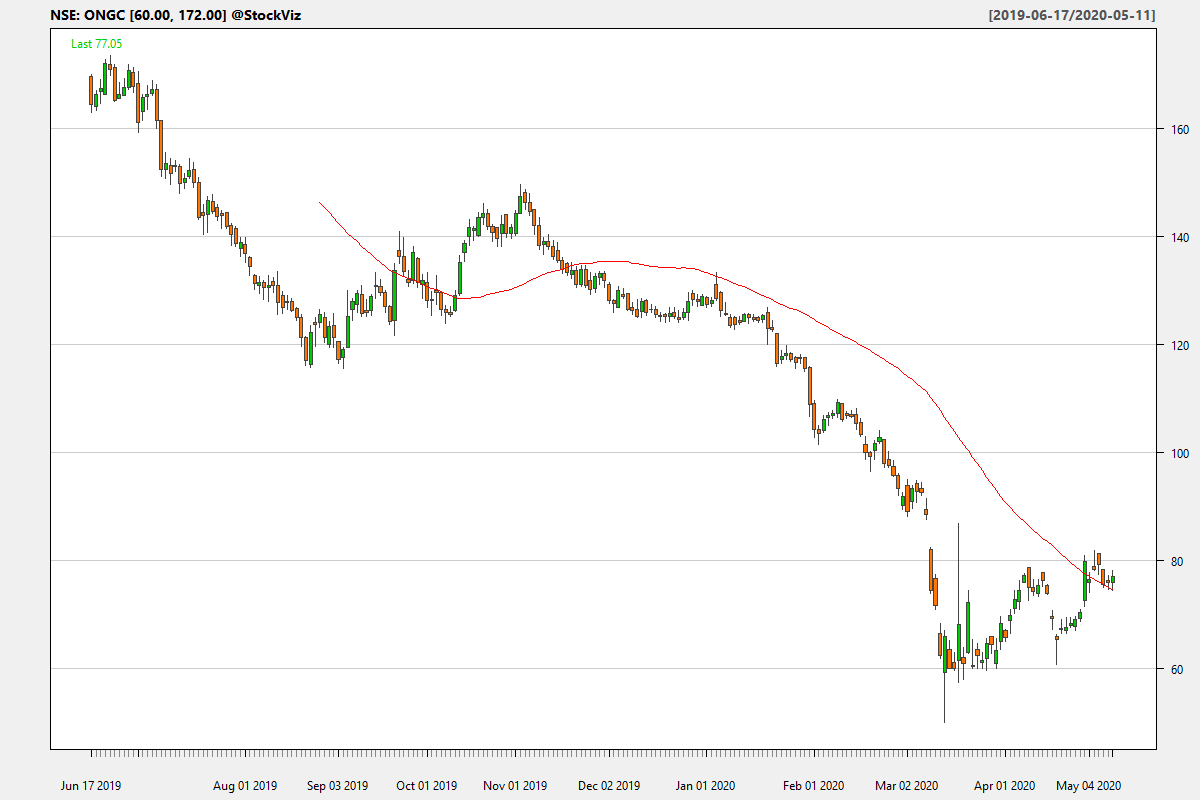 NSE: ONGC [60.00, 172.00] @StockViz
[2019-06-17/2020-05-11]
Last 77.05
160
140
120
100
80
60
Jun 17 2019 Aug 01 2019 Sep 03 2019 Oct 01 2019 Nov 01 2019 Dec 02 2019 Jan 01 2020 Feb 01 2020 Mar 02 2020 Apr 01 2020 May 04 2020